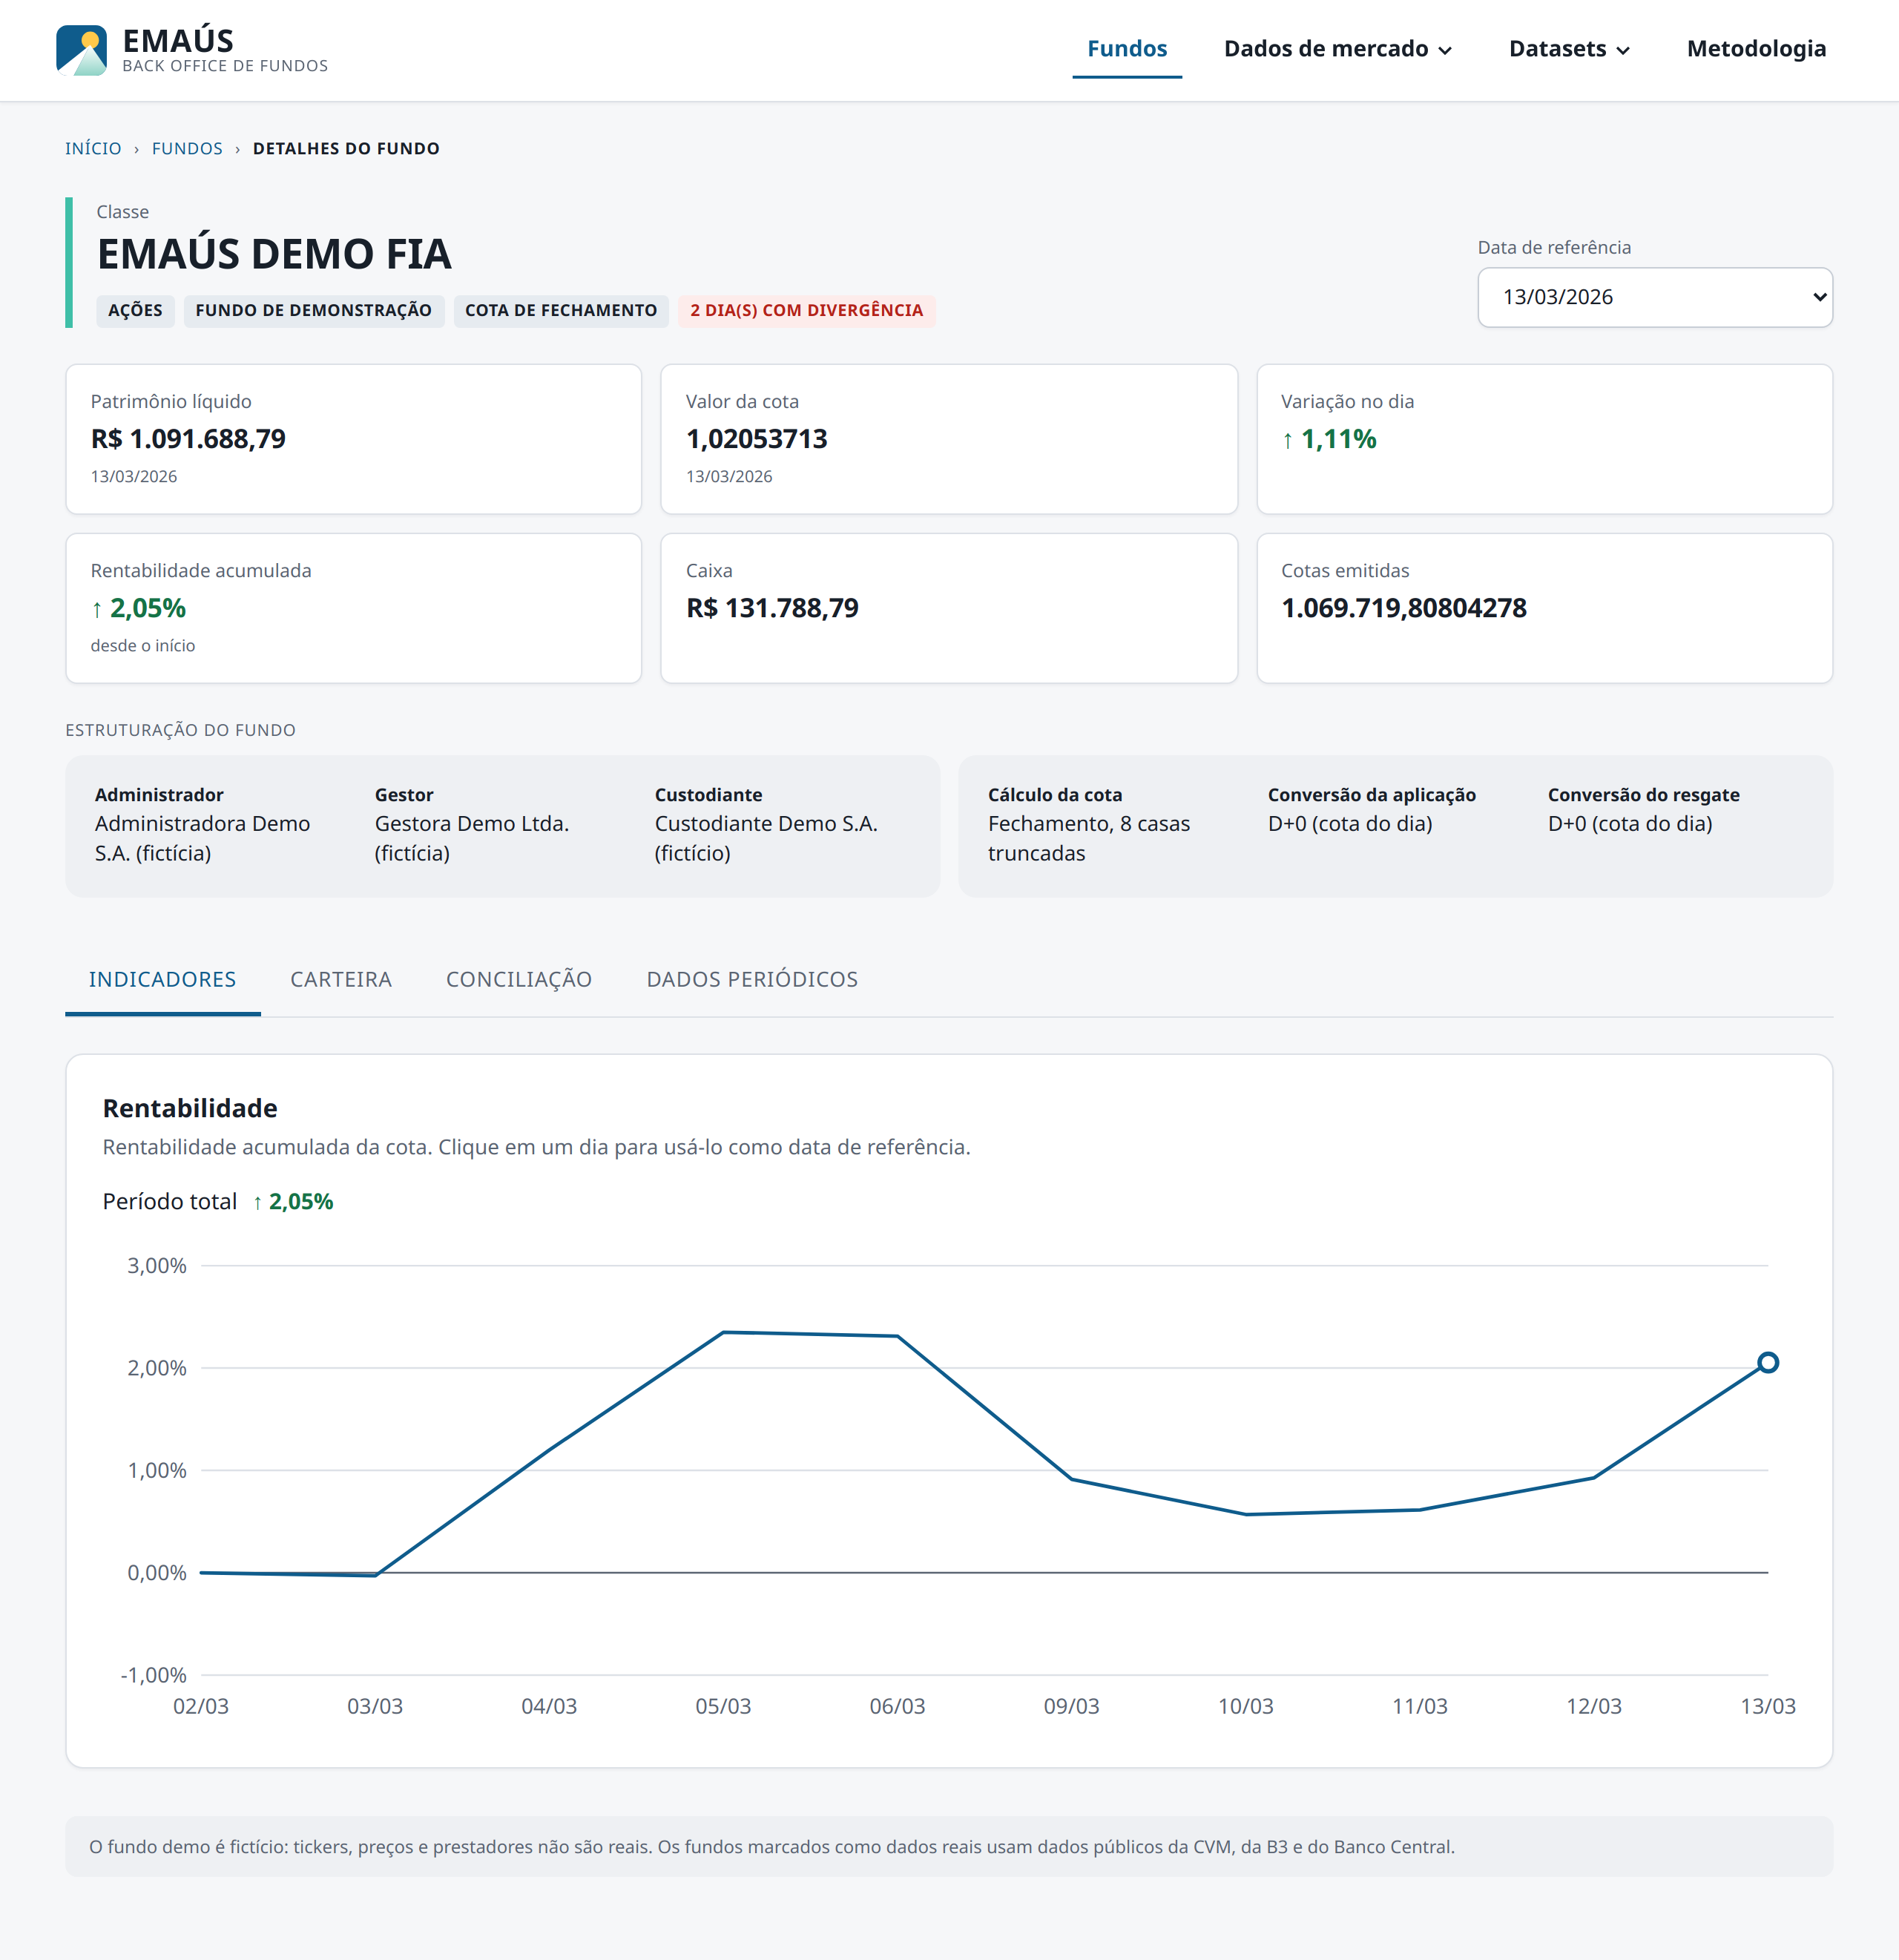 EMAÚS
BACK OFFICE DE FUNDOS
Fundos
Dados de mercado
Datasets
Metodologia
INÍCIO › FUNDOS › DETALHES DO FUNDO
Classe
EMAÚS DEMO FIA
AÇÕES
FUNDO DE DEMONSTRAÇÃO
COTA DE FECHAMENTO
2 DIA(S) COM DIVERGÊNCIA
Data de referência
13/03/2026
Patrimônio líquido
R$ 1.091.688,79
13/03/2026
Valor da cota
1,02053713
13/03/2026
Variação no dia
↑ 1,11%
Rentabilidade acumulada
↑ 2,05%
desde o início
Caixa
R$ 131.788,79
Cotas emitidas
1.069.719,80804278
ESTRUTURAÇÃO DO FUNDO
Administrador
Administradora Demo
S.A. (fictícia)
Gestor
Gestora Demo Ltda.
(fictícia)
Custodiante
Custodiante Demo S.A.
(fictício)
Cálculo da cota
Fechamento, 8 casas
truncadas
Conversão da aplicação
D+0 (cota do dia)
Conversão do resgate
D+0 (cota do dia)
INDICADORES
CARTEIRA
CONCILIAÇÃO
DADOS PERIÓDICOS
Rentabilidade
Rentabilidade acumulada da cota. Clique em um dia para usá-lo como data de referência.
Período total ↑ 2,05%
3,00%
2,00%
1,00%
0,00%
-1,00%
02/03
03/03
04/03
05/03
06/03
09/03
10/03
11/03
12/03
13/03
O fundo demo é fictício: tickers, preços e prestadores não são reais. Os fundos marcados como dados reais usam dados públicos da CVM, da B3 e do Banco Central.